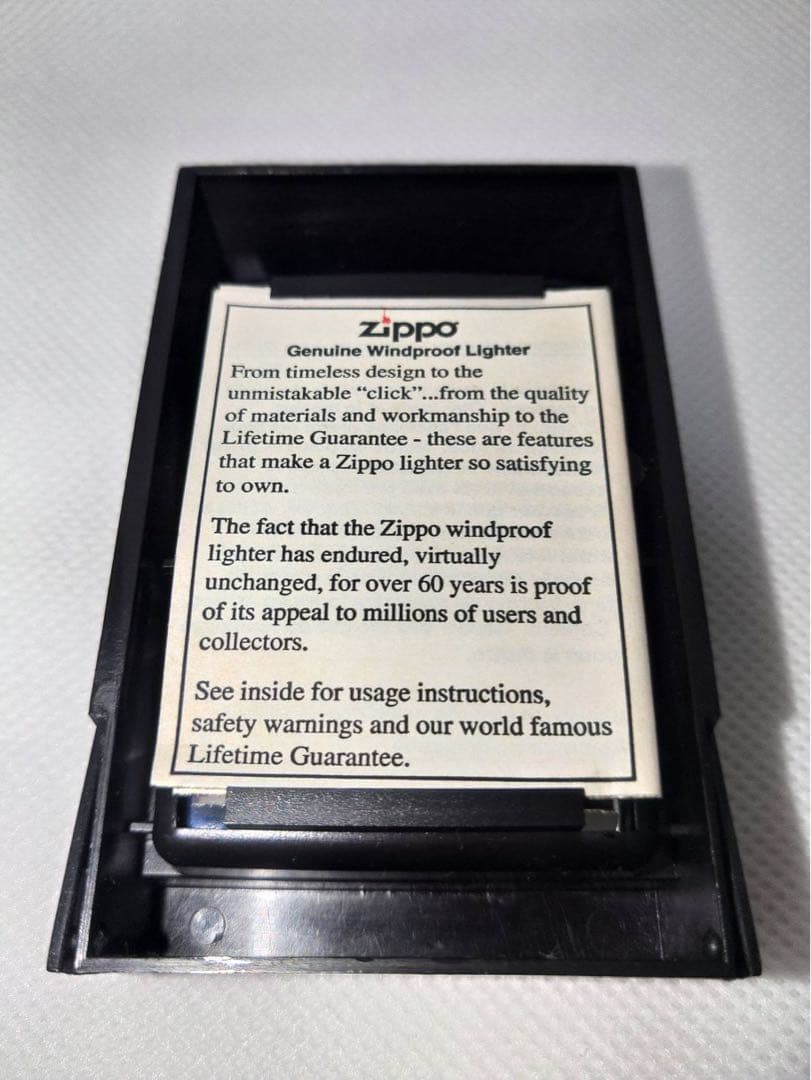 Zippo
Genuine Windproof Lighter
From timeless design to the
unmistakable “click”...from the quality
of materials and workmanship to the
Lifetime Guarantee - these are features
that make a Zippo lighter so satisfying
to own.
The fact that the Zippo windproof
lighter has endured, virtually
unchanged, for over 60 years is proof
of its appeal to millions of users and
collectors.
See inside for usage instructions,
safety warnings and our world famous
Lifetime Guarantee.